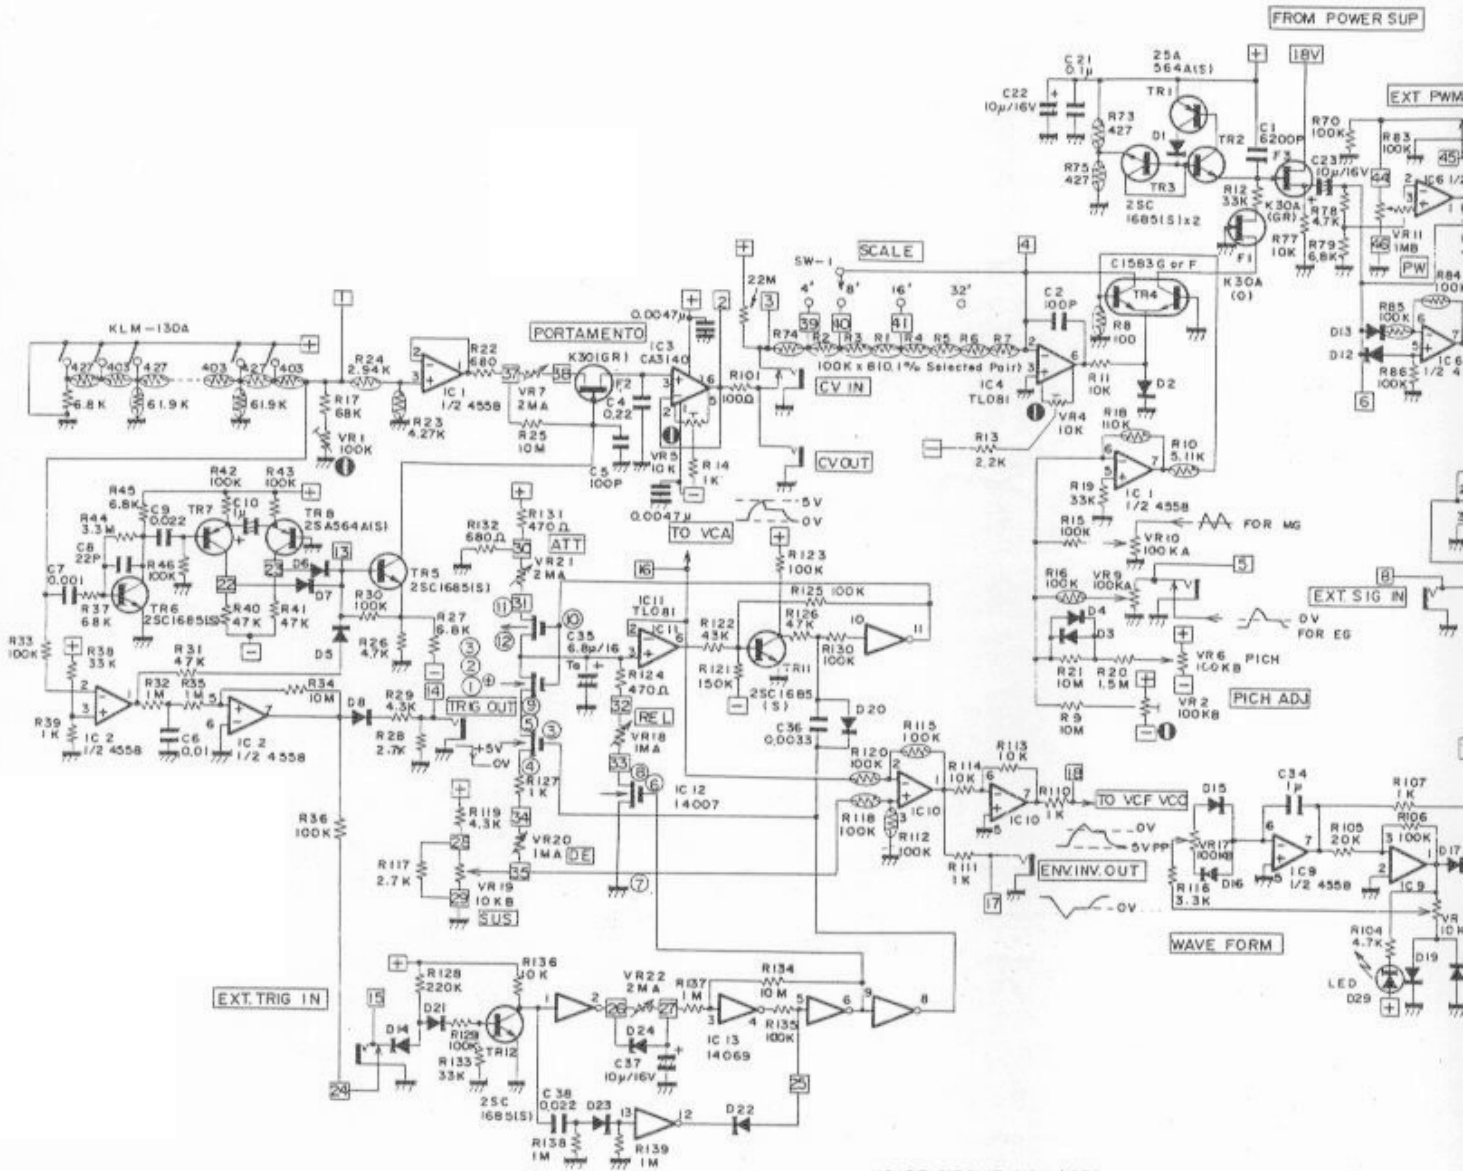 FROM POWER SUP
18V
EXT PWM
C21
0.1μ
25A
564A(S)
C22
10μ/16V
TR1
R73
427
D1
TR2
C1
6200P
R70
100K
R83
100K
F3
C23
10μ/16V
45
44
IC6 1/2
R75
427
TR3
2SC
1685(S)x2
R12
33K
K30A
(GR)
R78
4.7K
R77
10K
R79
6.8K
VR11
1MB
46
PW
F1
K30A
(O)
R84
100K
R85
100K
D13
D12
R86
100K
IC6
6
SCALE
SW-1
4'
8'
16'
32'
39
40
41
4
C1583G or F
TR4
C2
100P
R8
100
22M
3
R74
R2
R3
R1
R4
R5
R6
R7
100K x 8(0.1% Selected Pair)
IC4
TL081
R11
10K
D2
VR4
10K
R13
2.2K
R18
110K
R10
5.11K
R19
33K
IC1
1/2 4558
KLM-130A
427
403
427
403
427
403
6.8K
61.9K
61.9K
1
R24
2.94K
R17
68K
VR1
100K
R23
4.27K
IC1
1/2 4558
R22
680
37
38
VR7
2MA
R25
10M
PORTAMENTO
K30(GR)
F2
C4
0.22
C5
100P
0.0047μ
IC3
CA3140
2
VR5
10K
R14
1K
0.0047μ
R101
100Ω
CV IN
CV OUT
TO VCA
5V
0V
R45
6.8K
R42
100K
R43
100K
C10
1μ
TR7
TR8
2SA564A(S)
R44
3.3M
C9
0.022
C8
22P
R46
100K
C7
0.001
R37
68K
TR6
2SC1685(S)
22
D6
D7
13
R40
47K
R41
47K
TR5
2SC1685(S)
R30
100K
R26
4.7K
R27
6.8K
D5
R33
100K
R38
33K
R31
47K
R39
1K
IC2
1/2 4558
R32
1M
R35
1M
C6
0.01
IC2
1/2 4558
R34
10M
D8
R29
4.3K
R28
2.7K
14
TRIG OUT
+5V
0V
R131
470Ω
R132
680Ω
30
ATT
VR21
2MA
31
C35
6.8μ/16
Ta
IC11
TL081
IC11
16
R124
470Ω
32
REL
VR18
1MA
33
IC12
14007
R127
1K
34
VR20
1MA
DE
35
R119
4.3K
28
R117
2.7K
VR19
10KB
29
SUS
R122
43K
R121
150K
R123
100K
R125 100K
R126
47K
TR11
2SC1685
(S)
R130
100K
C36
0.0033
D20
R15
100K
VR10
100KA
FOR MG
5
R16
100K
VR9
100KA
0V
FOR EG
D4
D3
R21
10M
R20
1.5M
VR6
100KB
PICH
VR2
100KB
PICH ADJ
R9
10M
8
EXT. SIG IN
R120
100K
R115
100K
R118
100K
R112
100K
IC10
R114
10K
R113
10K
IC10
R110
1K
18
TO VCF VCO
0V
5VPP
R111
1K
17
ENV.INV.OUT
0V
WAVE FORM
D15
VR17
100KB
D16
R116
3.3K
C34
1μ
IC9
1/2 4558
R105
20K
R107
1K
R106
100K
IC9
D17
R104
4.7K
VR
10K
LED
D29
D19
R36
100K
EXT. TRIG IN
15
24
D14
R128
220K
D21
R129
100K
R133
33K
TR12
2SC
1685(S)
R136
10K
26
VR22
2MA
27
D24
C37
10μ/16V
R137
1M
R134
10M
IC13
14069
R135
100K
25
C38
0.022
D23
R138
1M
R139
1M
D22